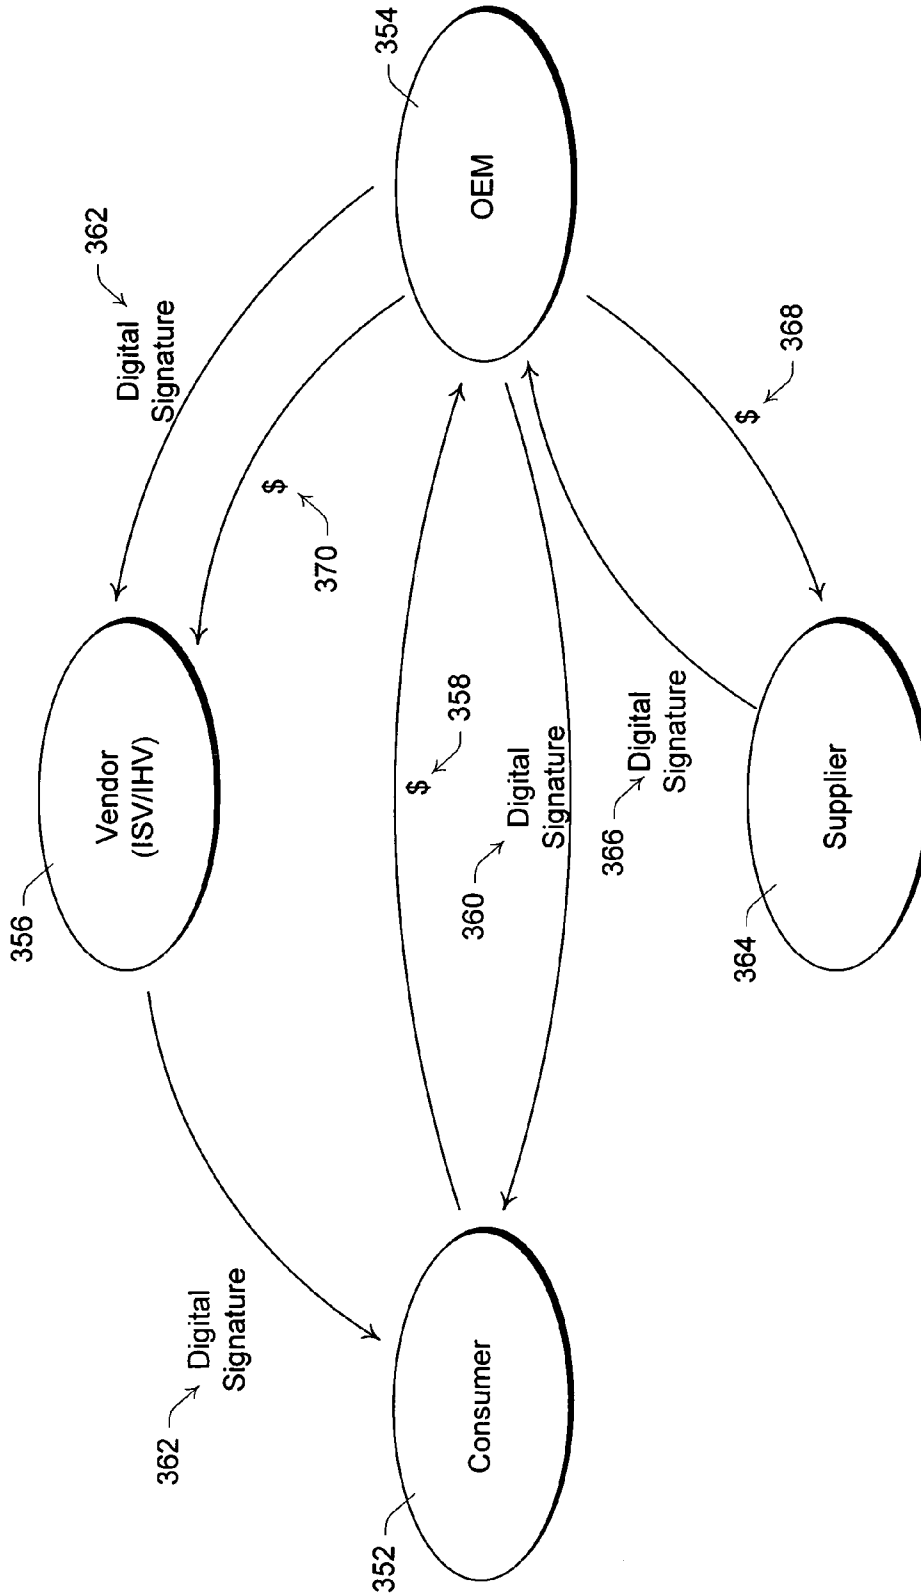 362
Digital
Signature
354
OEM
$
368
$
370
Vendor
(ISV/IHV)
356
$
358
360
Digital
Signature
366
Digital
Signature
Supplier
364
362
Digital
Signature
Consumer
352